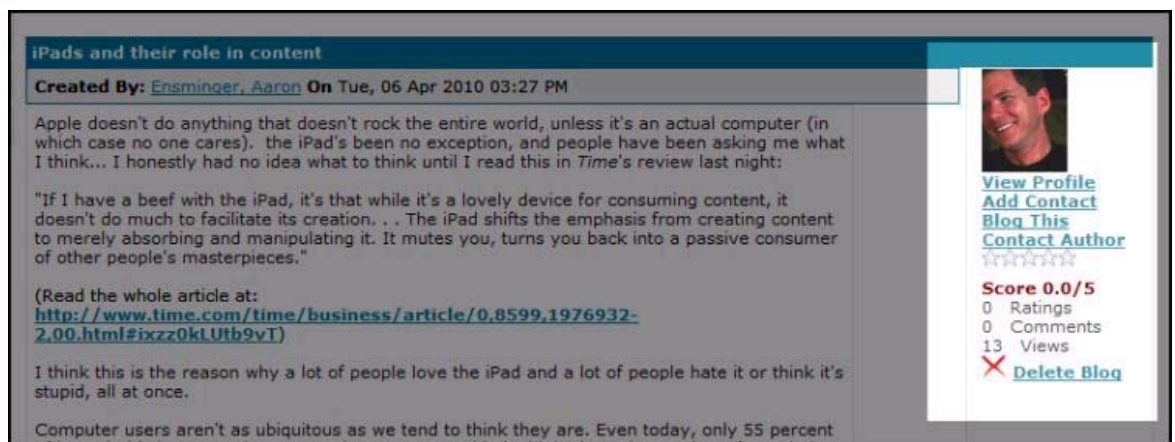 iPads and their role in content
Created By: Ensminger, Aaron On Tue, 06 Apr 2010 03:27 PM
Apple doesn't do anything that doesn't rock the entire world, unless it's an actual computer (in
which case no one cares).  the iPad's been no exception, and people have been asking me what
I think... I honestly had no idea what to think until I read this in Time's review last night:
"If I have a beef with the iPad, it's that while it's a lovely device for consuming content, it
doesn't do much to facilitate its creation. . . The iPad shifts the emphasis from creating content
to merely absorbing and manipulating it. It mutes you, turns you back into a passive consumer
of other people's masterpieces."
(Read the whole article at:
http://www.time.com/time/business/article/0,8599,1976932-
2,00.html#ixzz0kLUtb9vT)
I think this is the reason why a lot of people love the iPad and a lot of people hate it or think it's
stupid, all at once.
Computer users aren't as ubiquitous as we tend to think they are. Even today, only 55 percent
View Profile
Add Contact
Blog This
Contact Author
Score 0.0/5
0 Ratings
0 Comments
13 Views
Delete Blog